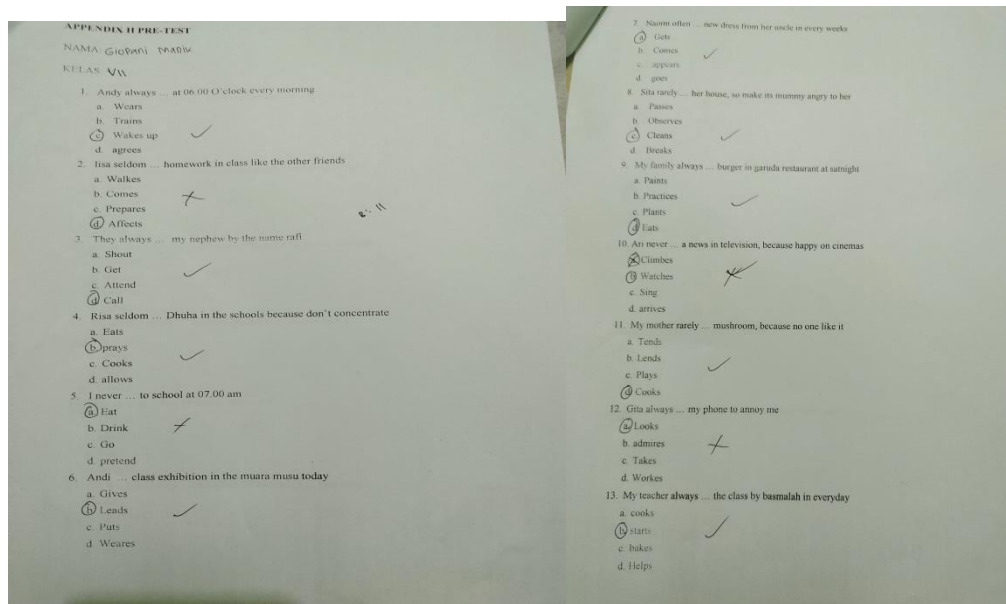 APPENDIX II PRE-TEST
NAMA Giopani Manik
KELAS VII
1. Andy always ... at 06.00 O'clock every morning
a. Wears
b. Trains
c. Wakes up
d. agrees
2. lisa seldom ... homework in class like the other friends
a. Walkes
b. Comes
c. Prepares
d. Affects
3. They always ... my nephew by the name rafi
a. Shout
b. Get
c. Attend
d. Call
4. Risa seldom ... Dhuha in the schools because don't concentrate
a. Eats
b. prays
c. Cooks
d. allows
5. I never ... to school at 07.00 am
a. Eat
b. Drink
c. Go
d. pretend
6. Andi ... class exhibition in the muara musu today
a. Gives
b. Leads
c. Puts
d. Weares
7. Naomi often ... new dress from her uncle in every weeks
a. Gets
b. Comes
c. appears
d. goes
8. Sita rarely ... her house, so make its mummy angry to her
a. Passes
b. Observes
c. Cleans
d. Breaks
9. My family always ... burger in garuda restaurant at satnight
a. Paints
b. Practices
c. Plants
d. Eats
10. Ari never ... a news in television, because happy on cinemas
a. Climbes
b. Watches
c. Sing
d. arrives
11. My mother rarely ... mushroom, because no one like it
a. Tends
b. Lends
c. Plays
d. Cooks
12. Gita always ... my phone to annoy me
a. Looks
b. admires
c. Takes
d. Workes
13. My teacher always ... the class by basmalah in everyday
a. cooks
b. starts
c. bakes
d. Helps